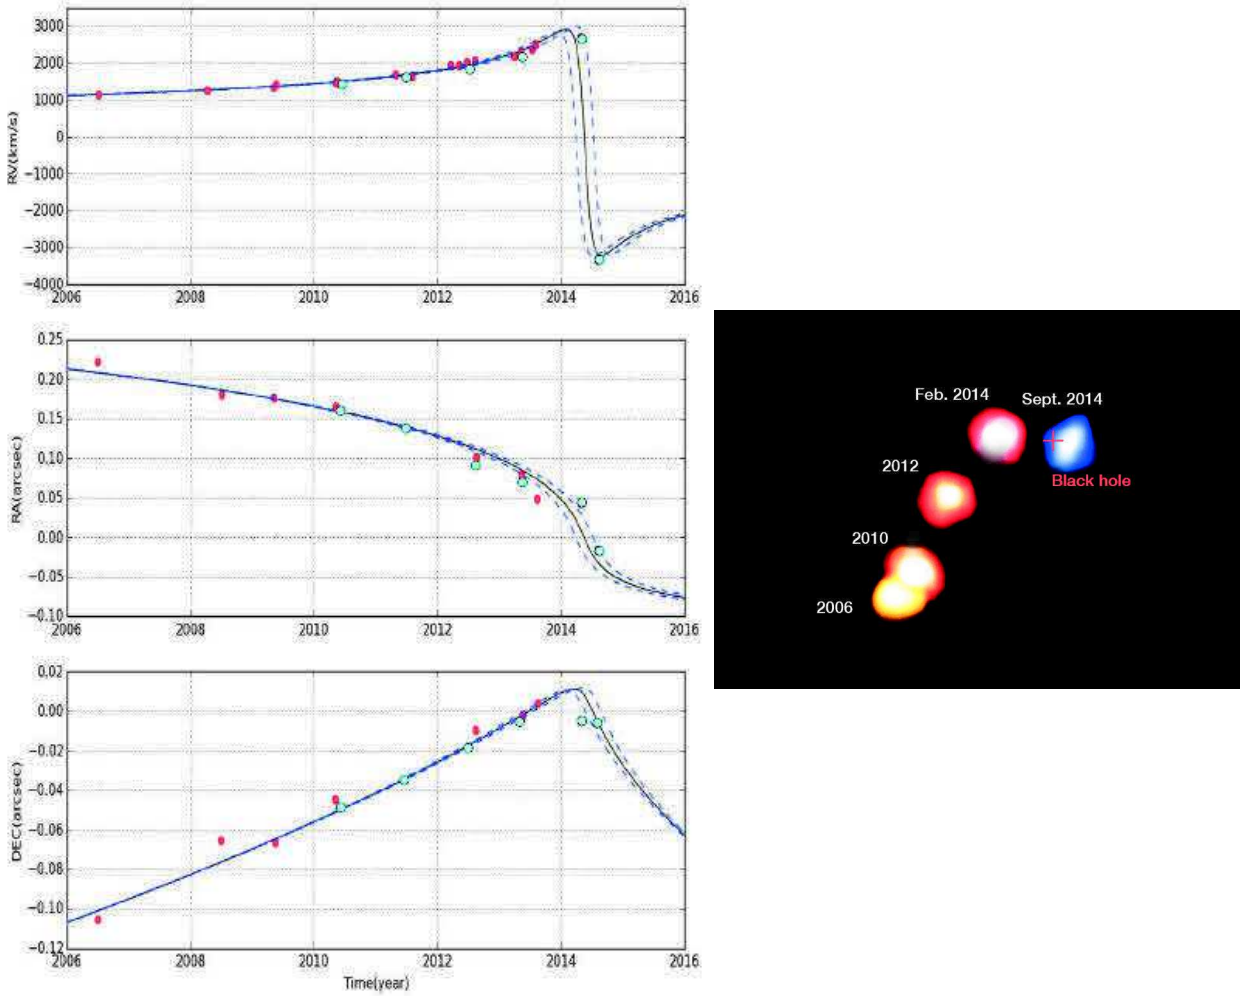 3000
2000
1000
0
−1000
−2000
−3000
−4000
RV(km/s)
2006 2008 2010 2012 2014 2016
0.25
0.20
0.15
0.10
0.05
0.00
−0.05
−0.10
RA(arcsec)
2006 2008 2010 2012 2014 2016
0.02
0.00
−0.02
−0.04
−0.06
−0.08
−0.10
−0.12
DEC(arcsec)
2006 2008 2010 2012 2014 2016
Time(year)
Feb. 2014
Sept. 2014
2012
Black hole
2010
2006